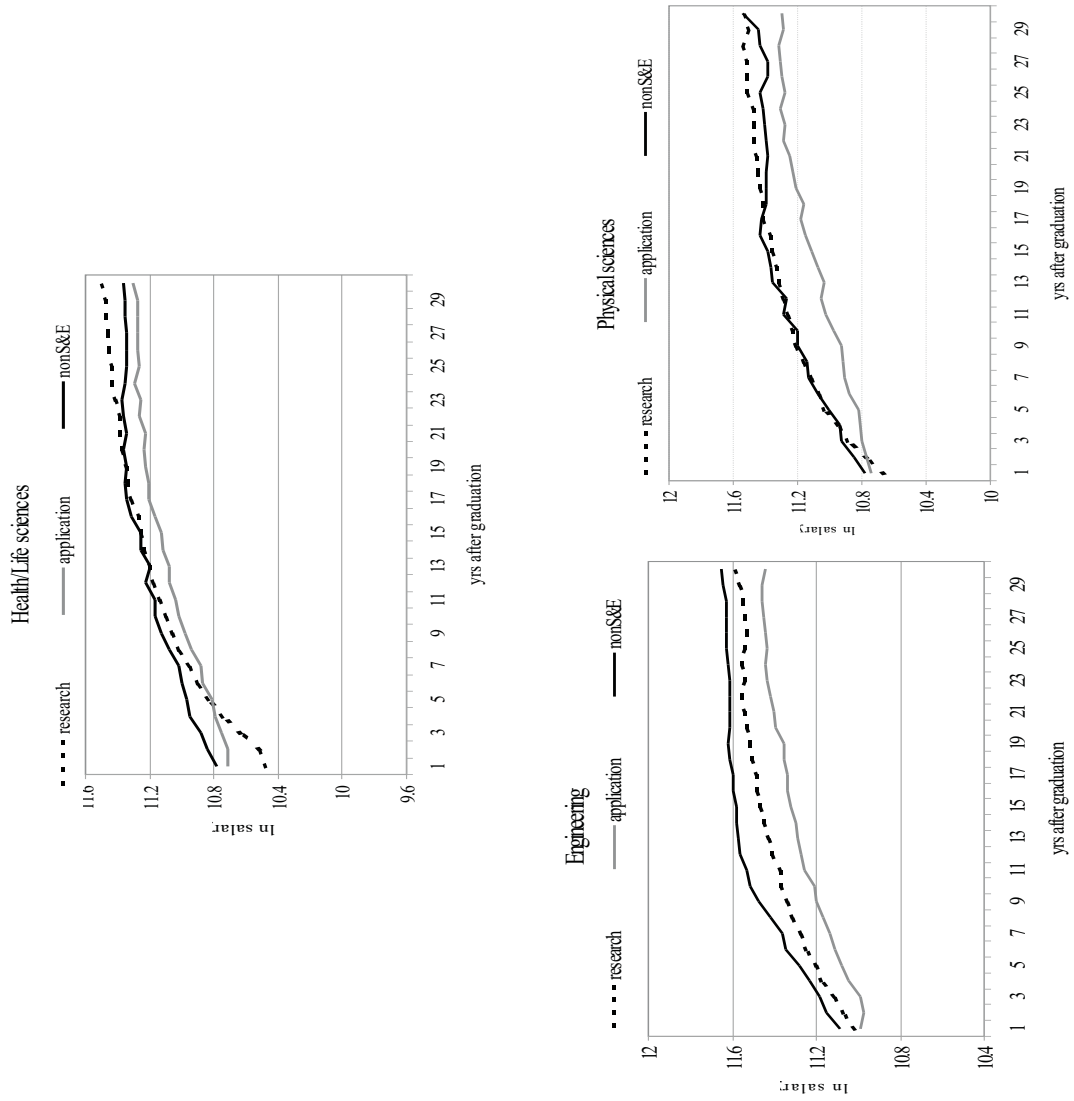 Health/Life sciences
research application nonS&E
11.6
11.2
10.8
10.4
10
9.6
ln salary
1 3 5 7 9 11 13 15 17 19 21 23 25 27 29
yrs after graduation
Engineering
research application nonS&E
12
11.6
11.2
10.8
10.4
ln salary
1 3 5 7 9 11 13 15 17 19 21 23 25 27 29
yrs after graduation
Physical sciences
research application nonS&E
12
11.6
11.2
10.8
10.4
10
ln salary
1 3 5 7 9 11 13 15 17 19 21 23 25 27 29
yrs after graduation